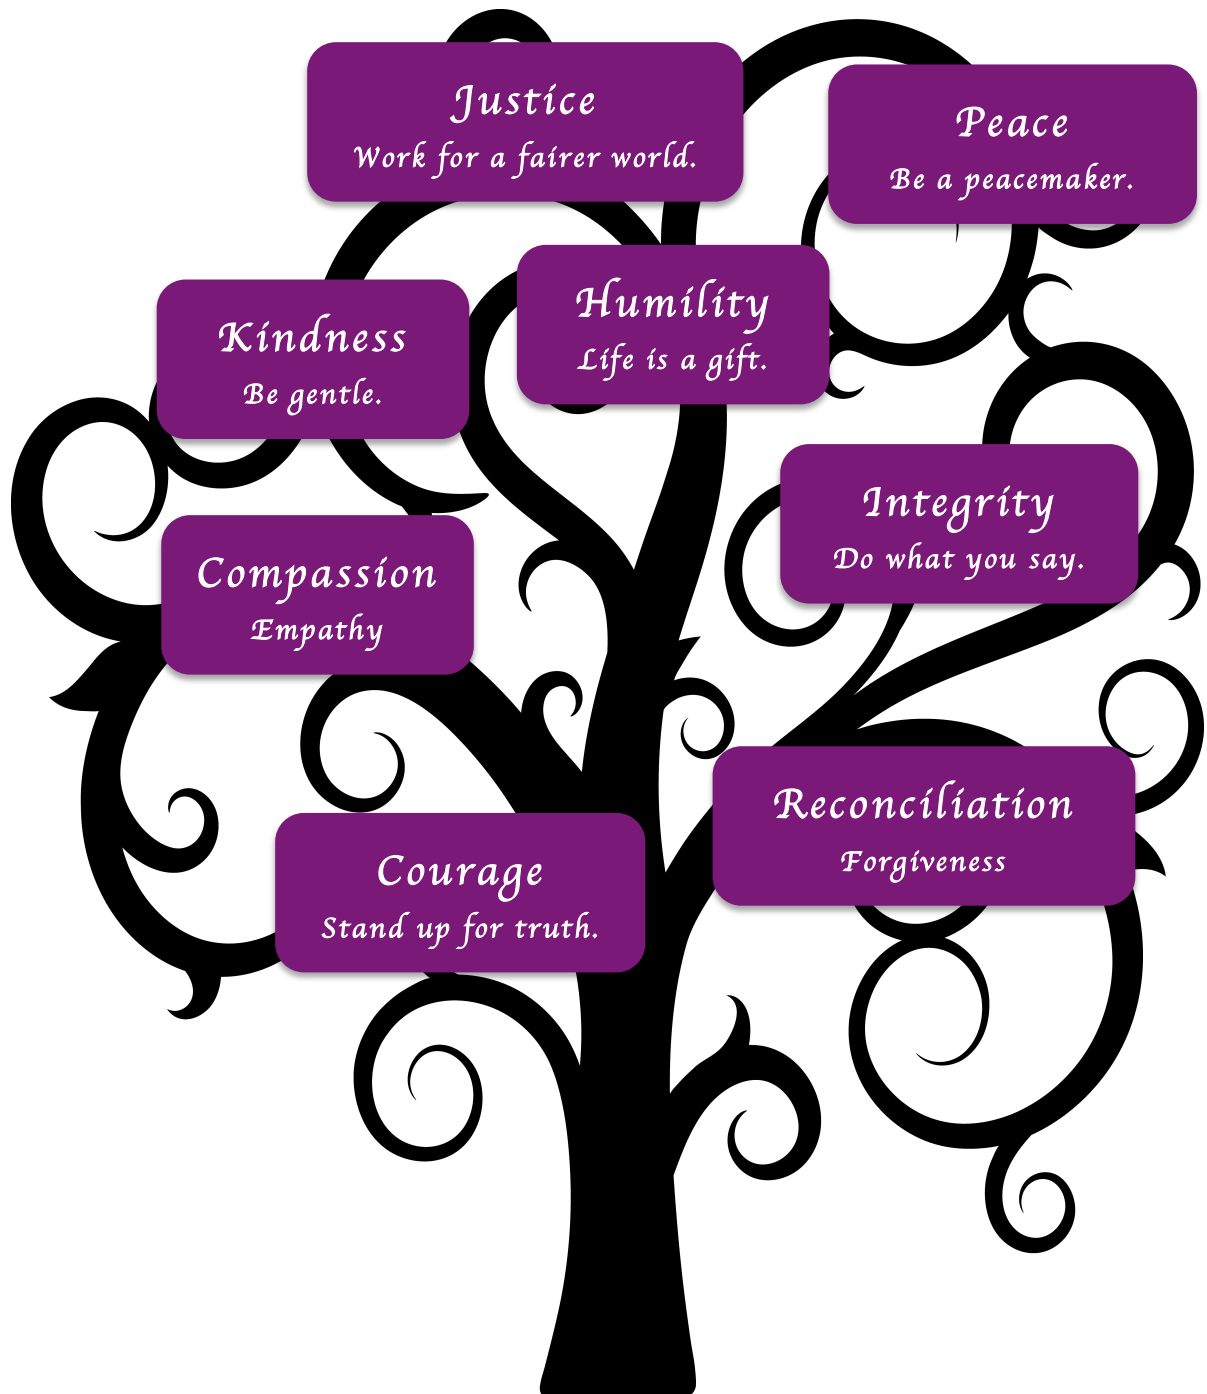 Justice
Work for a fairer world.
Peace
Be a peacemaker.
Humility
Life is a gift.
Kindness
Be gentle.
Integrity
Do what you say.
Compassion
Empathy
Reconciliation
Forgiveness
Courage
Stand up for truth.